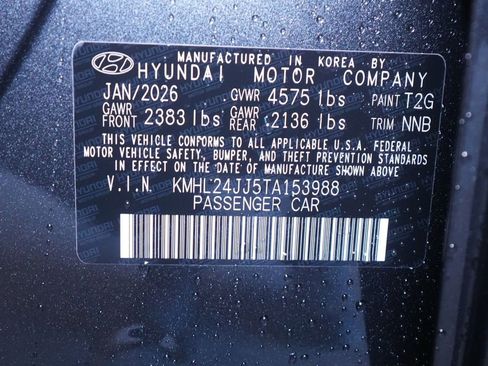 MANUFACTURED IN KOREA BY
HYUNDAI MOTOR COMPANY
JAN/2026 GVWR 4575 lbs PAINT T2G
GAWR FRONT 2383 lbs GAWR REAR 2136 lbs TRIM NNB
THIS VEHICLE CONFORMS TO ALL APPLICABLE U.S.A. FEDERAL
MOTOR VEHICLE SAFETY, BUMPER, AND THEFT PREVENTION STANDARDS
IN EFFECT ON THE DATE OF MANUFACTURE SHOWN ABOVE
V.I.N. KMHL24JJ5TA153988
PASSENGER CAR